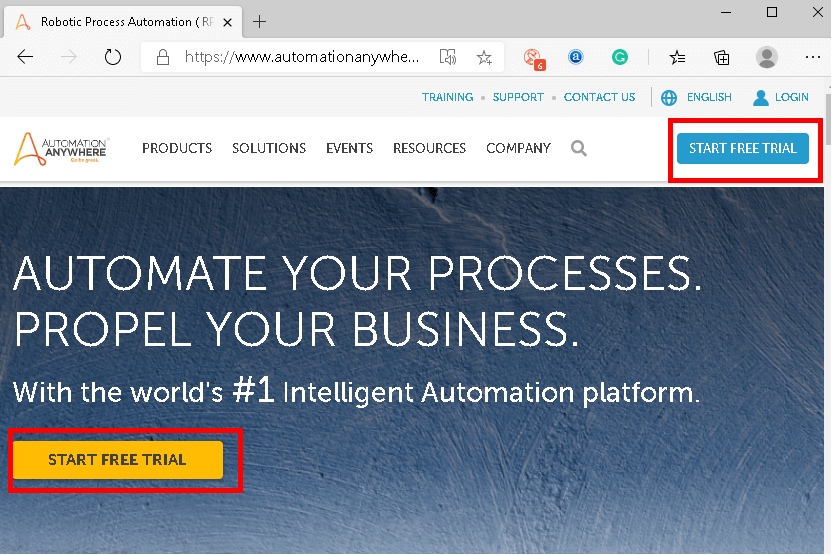 Robotic Process Automation ( RP
https://www.automationanywhe...
6
a
G
TRAINING • SUPPORT • CONTACT US ENGLISH LOGIN
AUTOMATION
ANYWHERE
Go be great.
PRODUCTS SOLUTIONS EVENTS RESOURCES COMPANY START FREE TRIAL
AUTOMATE YOUR PROCESSES.
PROPEL YOUR BUSINESS.
With the world's #1 Intelligent Automation platform.
START FREE TRIAL